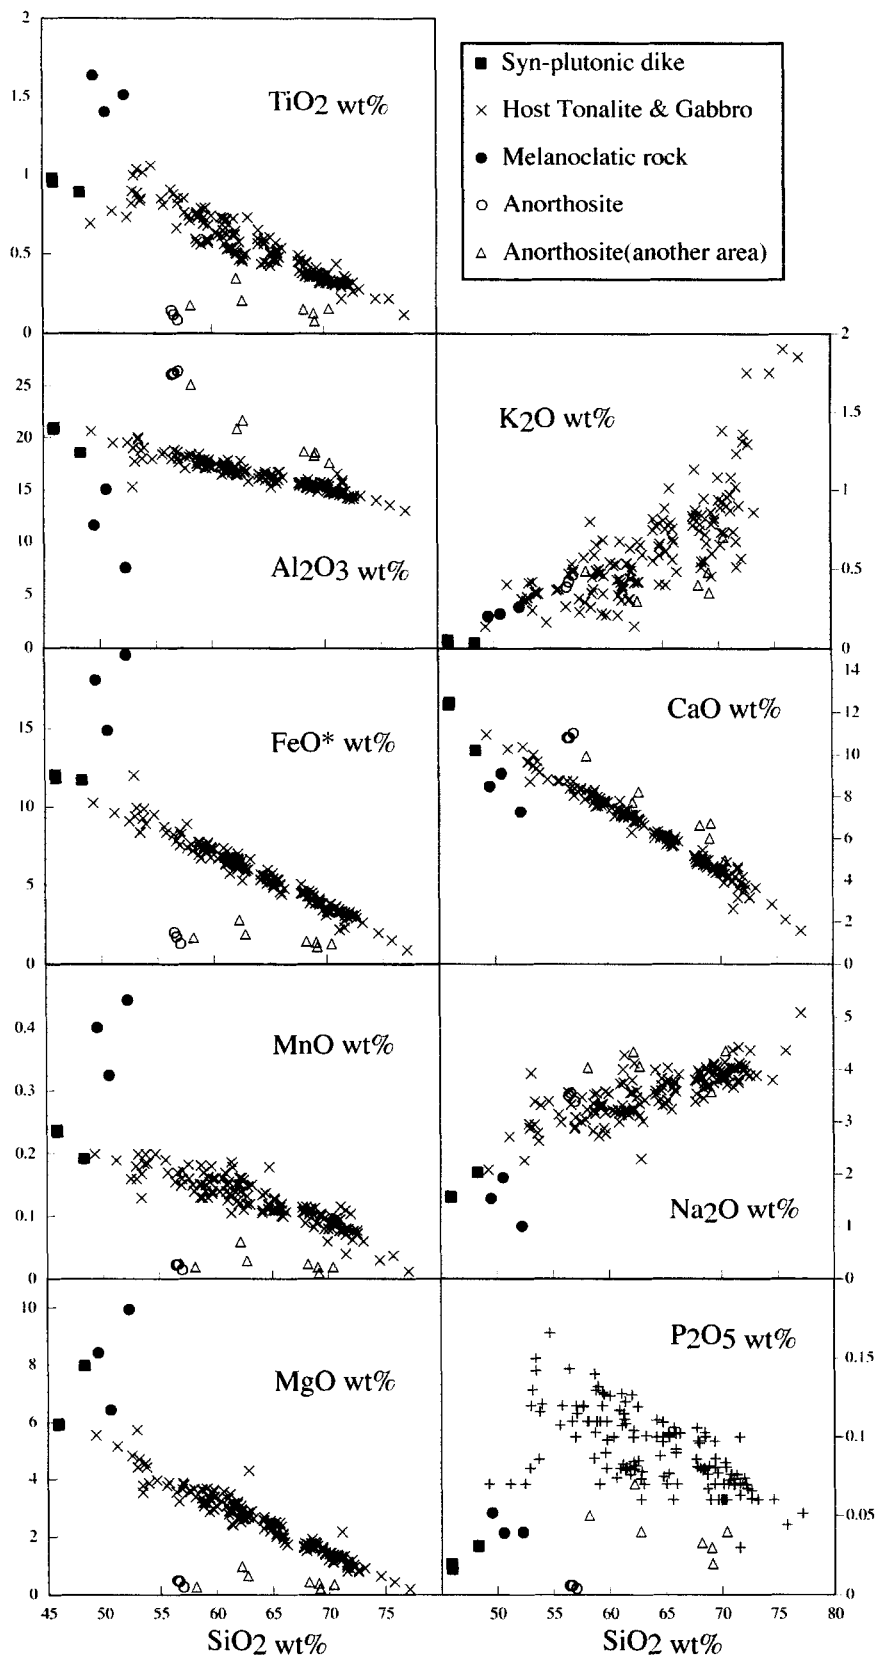 2
1.5
1
0.5
0
TiO2 wt%
Syn-plutonic dike
Host Tonalite & Gabbro
Melanoclatic rock
Anorthosite
Anorthosite(another area)
25
20
15
10
5
0
Al2O3 wt%
2
1.5
1
0.5
0
K2O wt%
15
10
5
0
FeO* wt%
14
12
10
8
6
4
2
0
CaO wt%
0.4
0.3
0.2
0.1
0
MnO wt%
5
4
3
2
1
0
Na2O wt%
10
8
6
4
2
0
MgO wt%
0.15
0.1
0.05
0
P2O5 wt%
45 50 55 60 65 70 75
50 55 60 65 70 75 80
SiO2 wt%
SiO2 wt%